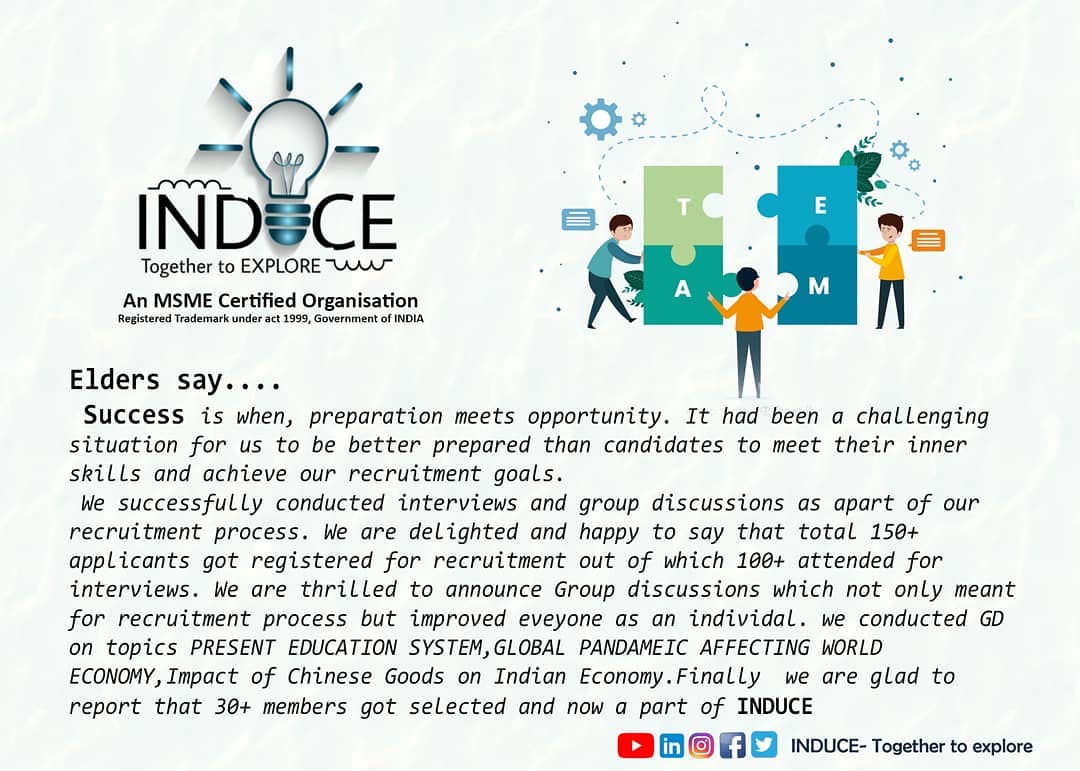 INDUCE
Together to EXPLORE
An MSME Certified Organisation
Registered Trademark under act 1999, Government of INDIA
T E
A M
Elders say....
Success is when, preparation meets opportunity. It had been a challenging
situation for us to be better prepared than candidates to meet their inner
skills and achieve our recruitment goals.
We successfully conducted interviews and group discussions as apart of our
recruitment process. We are delighted and happy to say that total 150+
applicants got registered for recruitment out of which 100+ attended for
interviews. We are thrilled to announce Group discussions which not only meant
for recruitment process but improved eveyone as an individal. we conducted GD
on topics PRESENT EDUCATION SYSTEM,GLOBAL PANDAMEIC AFFECTING WORLD
ECONOMY,Impact of Chinese Goods on Indian Economy.Finally we are glad to
report that 30+ members got selected and now a part of INDUCE
INDUCE- Together to explore